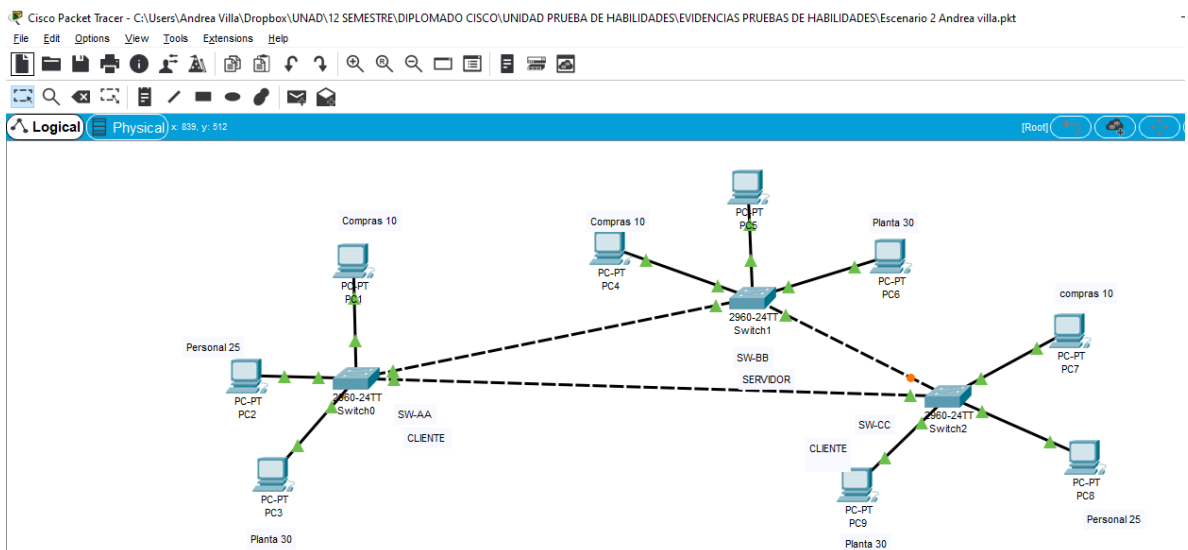 Cisco Packet Tracer - C:\Users\Andrea Villa\Dropbox\UNAD\12 SEMESTRE\DIPLOMADO CISCO\UNIDAD PRUEBA DE HABILIDADES\EVIDENCIAS PRUEBAS DE HABILIDADES\Escenario 2 Andrea villa.pkt
File Edit Options View Tools Extensions Help
Logical Physical x: 839, y: 512 [Root]
PC-PT
PC5
Compras 10
Compras 10
Planta 30
PC-PT
PC4
PC-PT
PC6
PC-PT
PC1
compras 10
2960-24TT
Switch1
PC-PT
PC7
Personal 25
SW-BB
SERVIDOR
PC-PT
PC2
2960-24TT
Switch0
SW-AA
CLIENTE
2960-24TT
Switch2
SW-CC
CLIENTE
PC-PT
PC3
PC-PT
PC8
PC-PT
PC9
Personal 25
Planta 30
Planta 30